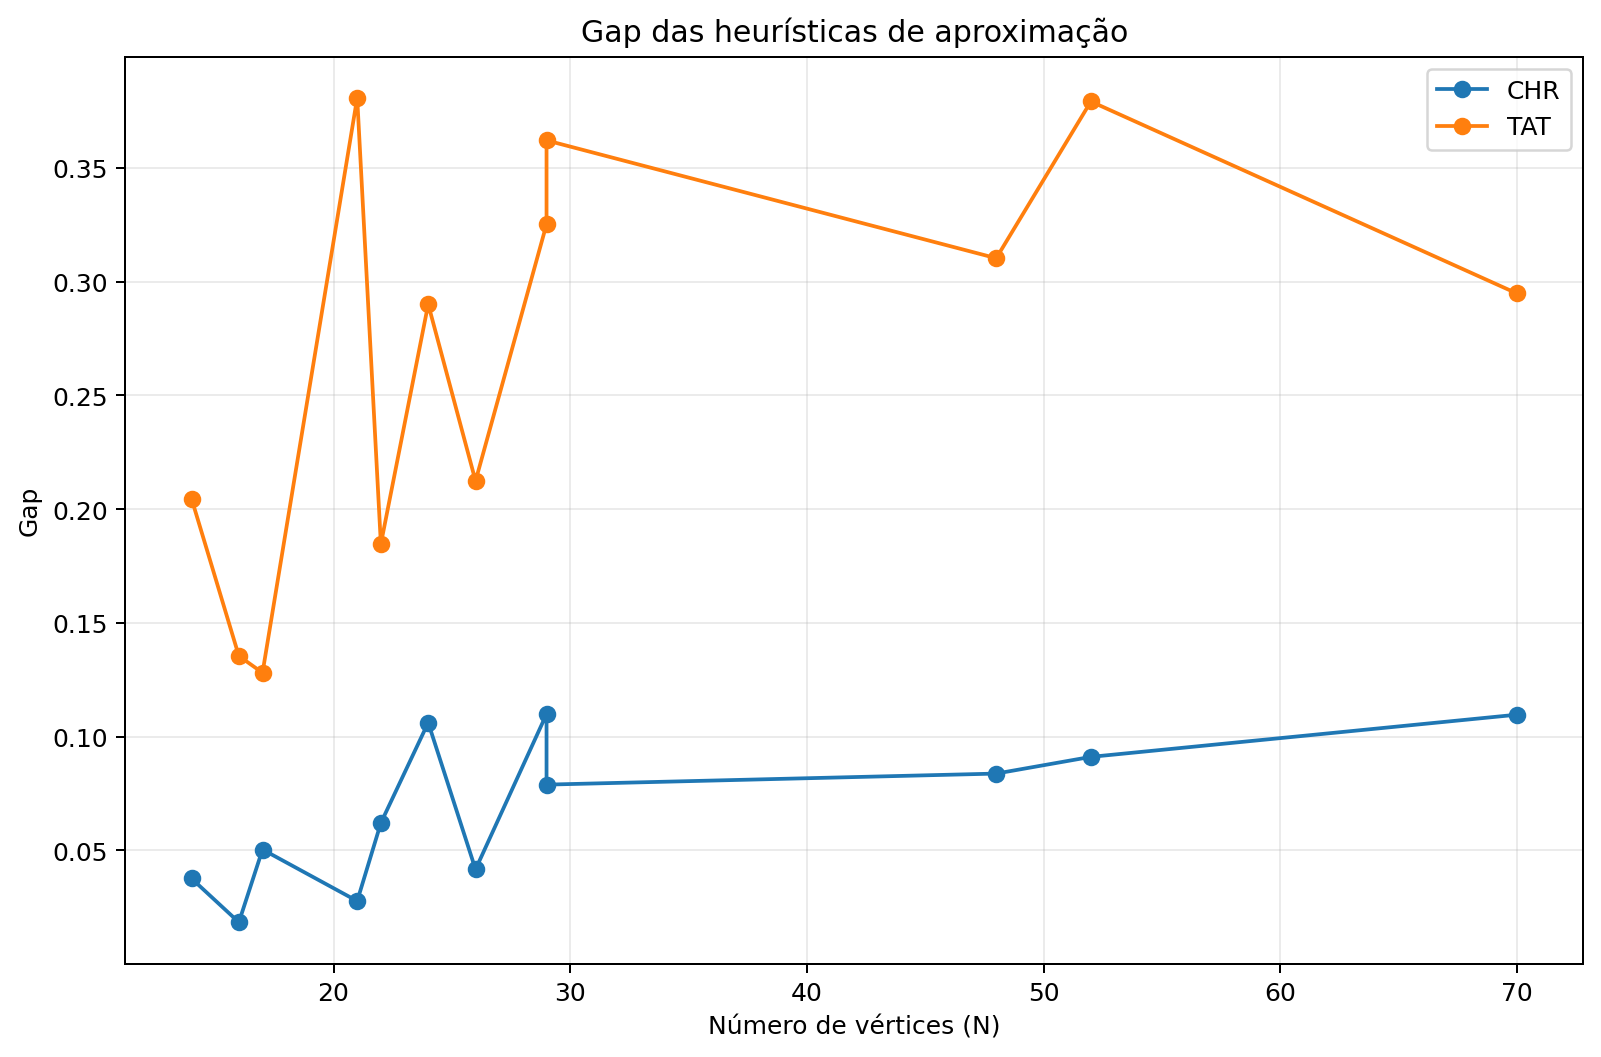 Gap das heurísticas de aproximação
CHR
TAT
Gap
0.35
0.30
0.25
0.20
0.15
0.10
0.05
20 30 40 50 60 70
Número de vértices (N)